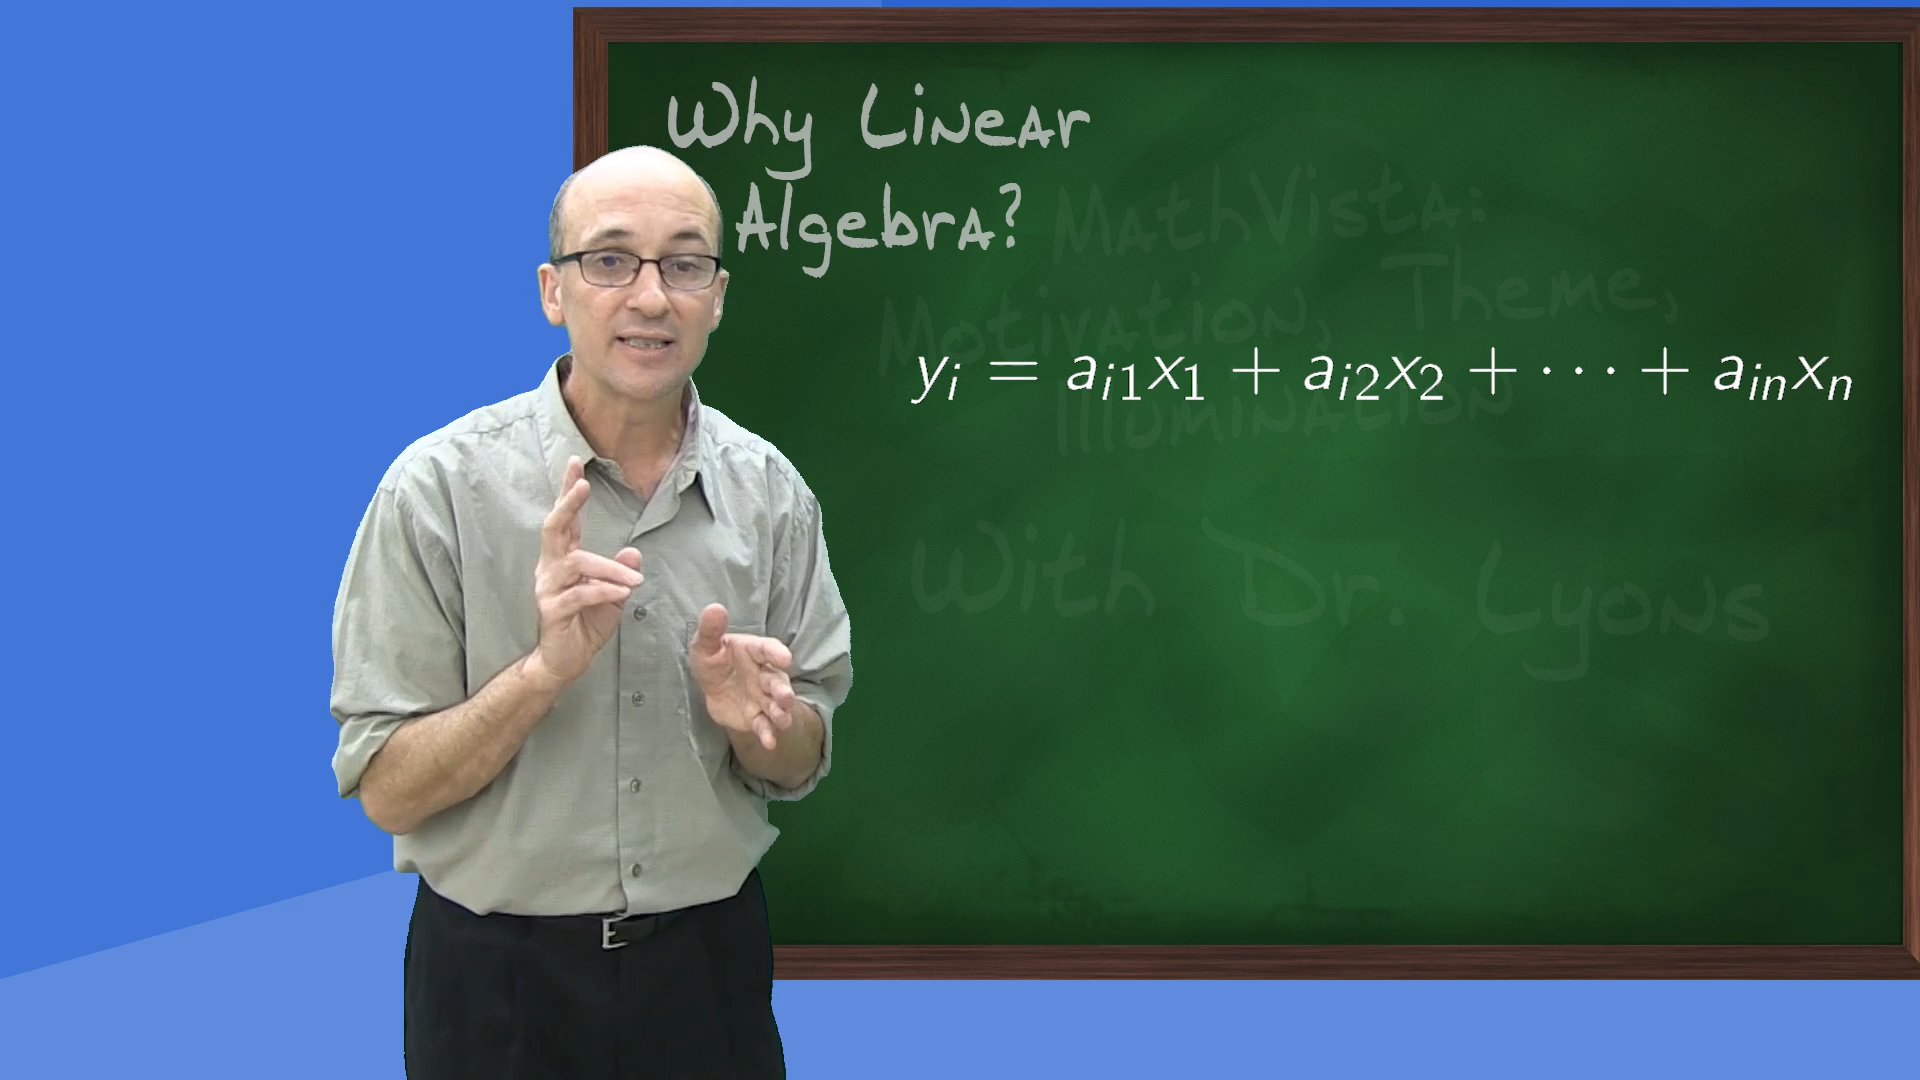 Why Linear
Algebra?
MathVista:
Motivation, Theme,
Illumination
yᵢ = aᵢ₁x₁ + aᵢ₂x₂ + ··· + aᵢₙxₙ
With Dr. Lyons